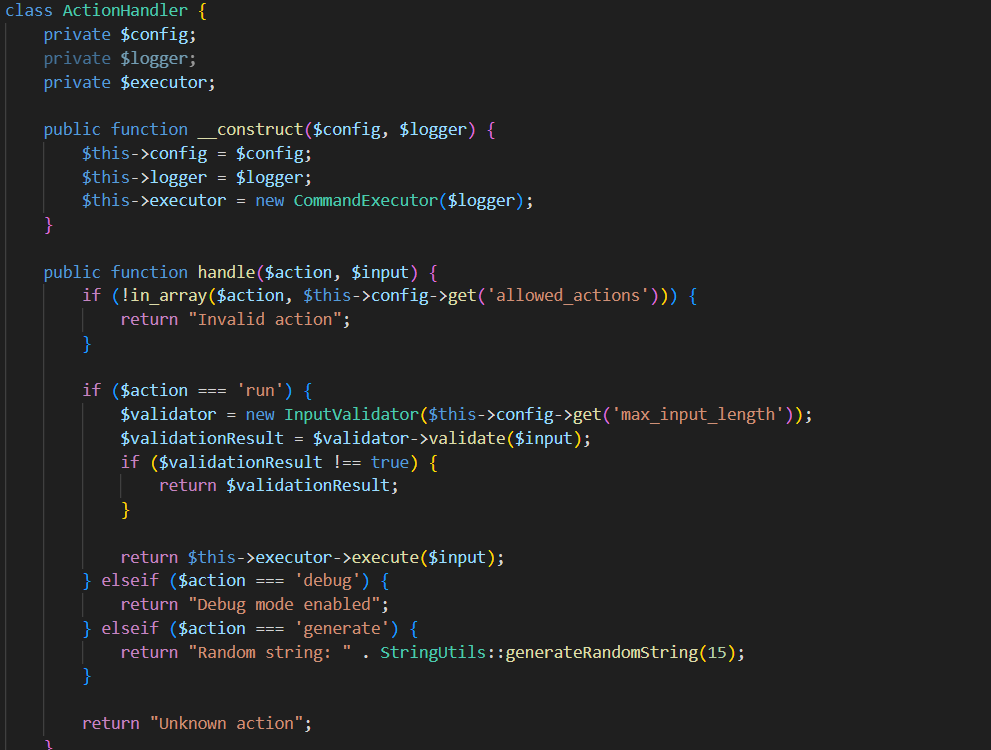 class ActionHandler {
    private $config;
    private $logger;
    private $executor;

    public function __construct($config, $logger) {
        $this->config = $config;
        $this->logger = $logger;
        $this->executor = new CommandExecutor($logger);
    }

    public function handle($action, $input) {
        if (!in_array($action, $this->config->get('allowed_actions'))) {
            return "Invalid action";
        }

        if ($action === 'run') {
            $validator = new InputValidator($this->config->get('max_input_length'));
            $validationResult = $validator->validate($input);
            if ($validationResult !== true) {
                return $validationResult;
            }

            return $this->executor->execute($input);
        } elseif ($action === 'debug') {
            return "Debug mode enabled";
        } elseif ($action === 'generate') {
            return "Random string: " . StringUtils::generateRandomString(15);
        }

        return "Unknown action";
    }